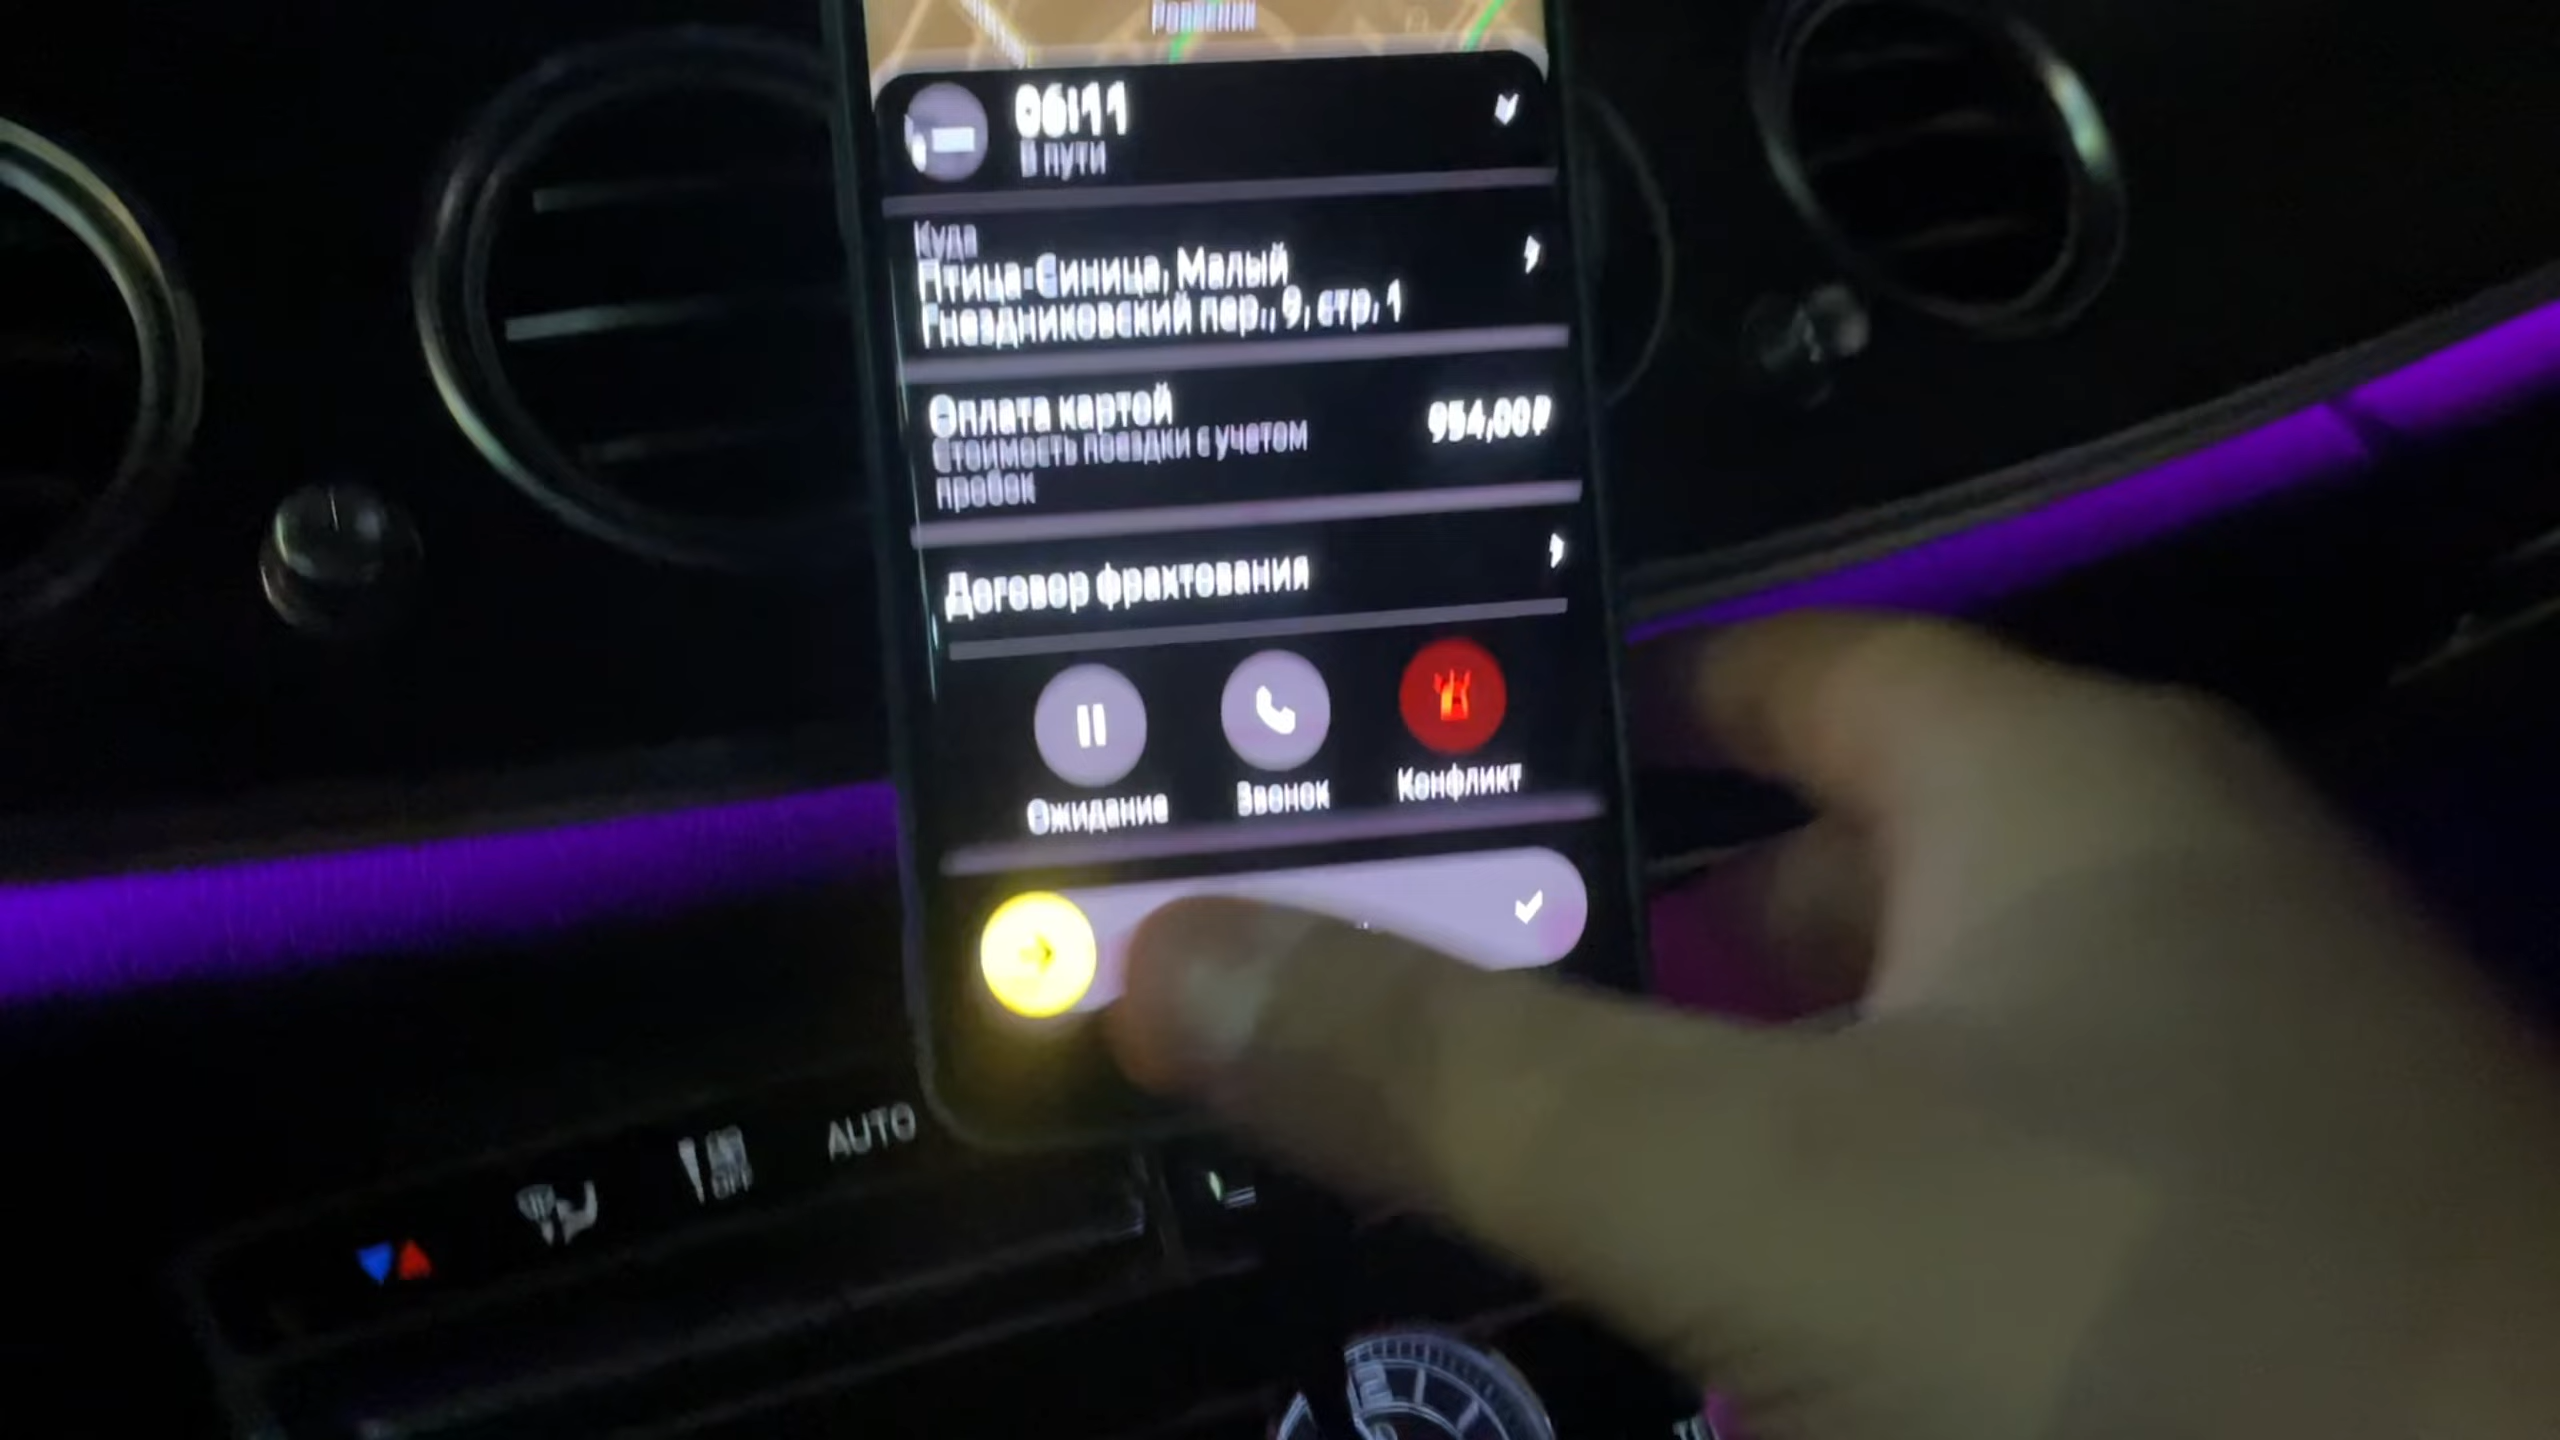 06:11
В пути
Куда
Птица-Синица, Малый
Гнездниковский пер., 9, стр. 1
Оплата картой
954,00₽
Стоимость поездки с учетом
пробок
Договор фрахтования
Ожидание
Звонок
Конфликт
AUTO